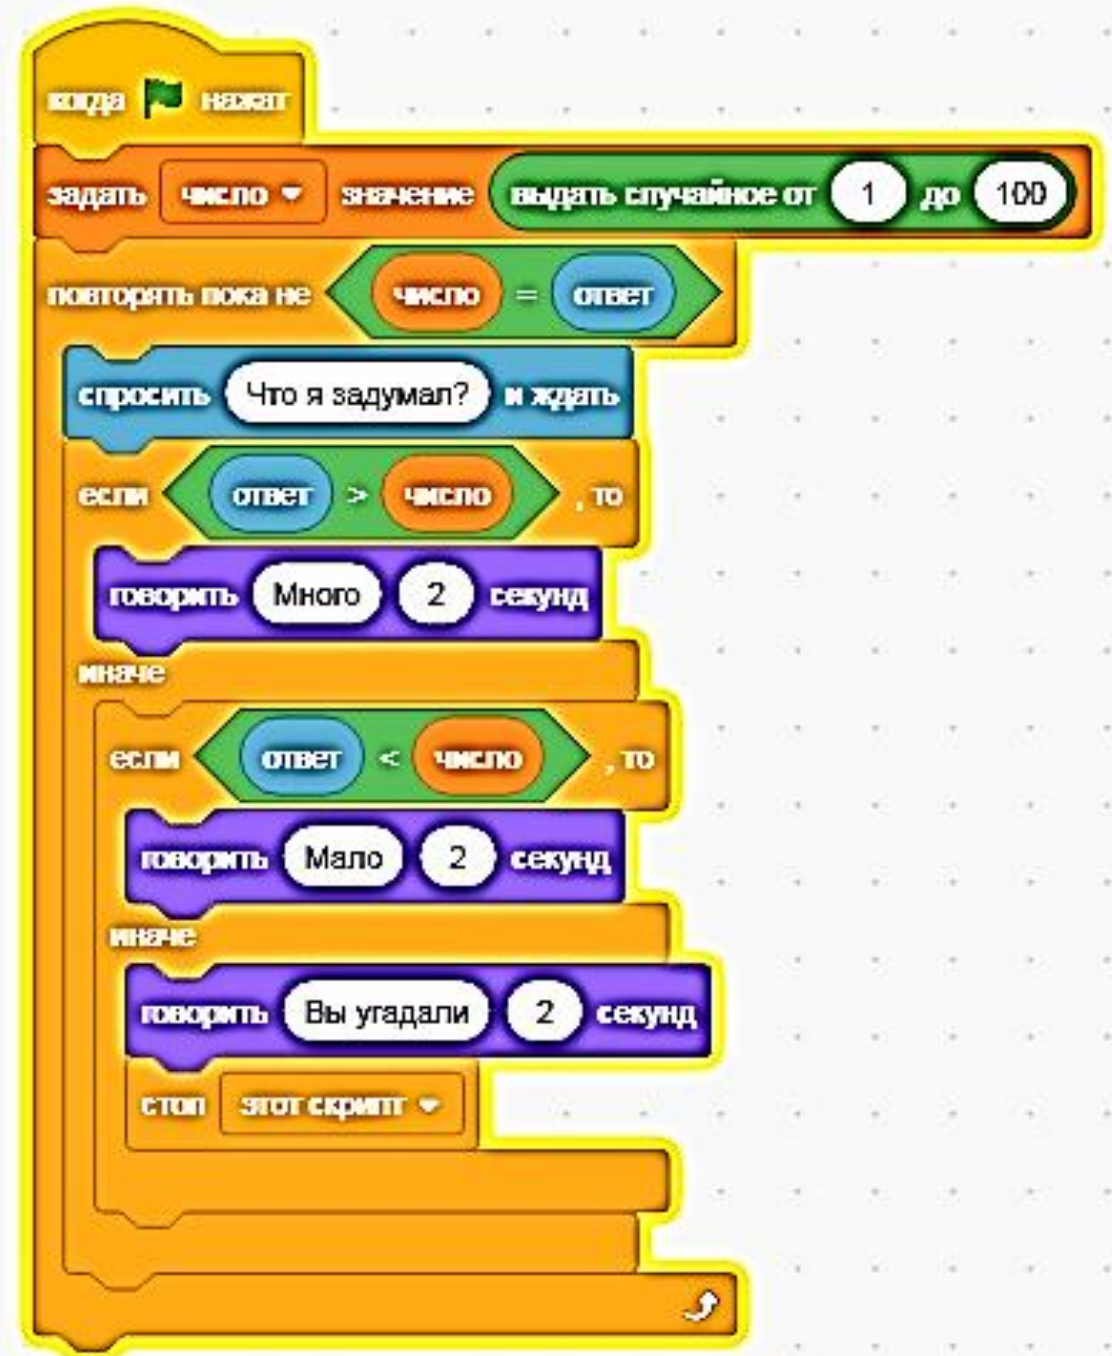 когда нажат
задать число значение выдать случайное от 1 до 100
повторять пока не число = ответ
спросить Что я задумал? и ждать
если ответ > число , то
говорить Много 2 секунд
иначе
если ответ < число , то
говорить Мало 2 секунд
иначе
говорить Вы угадали 2 секунд
стоп этот скрипт